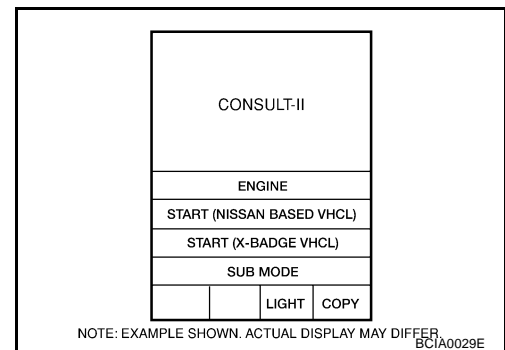 CONSULT-II
ENGINE
START (NISSAN BASED VHCL)
START (X-BADGE VHCL)
SUB MODE
LIGHT COPY
NOTE: EXAMPLE SHOWN. ACTUAL DISPLAY MAY DIFFER.
BCIA0029E